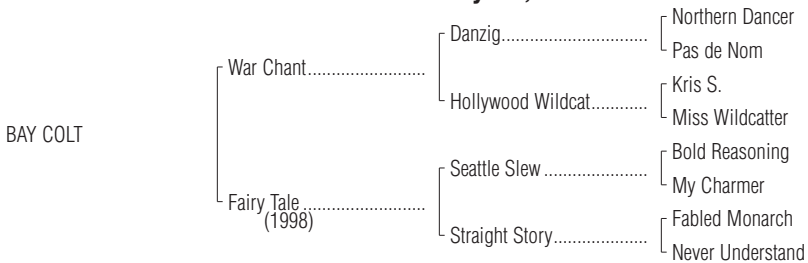 Northern Dancer
Danzig..............................
Pas de Nom
War Chant.........................
Kris S.
Hollywood Wildcat............
Miss Wildcatter
BAY COLT
Bold Reasoning
Seattle Slew .....................
My Charmer
Fairy Tale ..........................
(1998)
Fabled Monarch
Straight Story....................
Never Understand